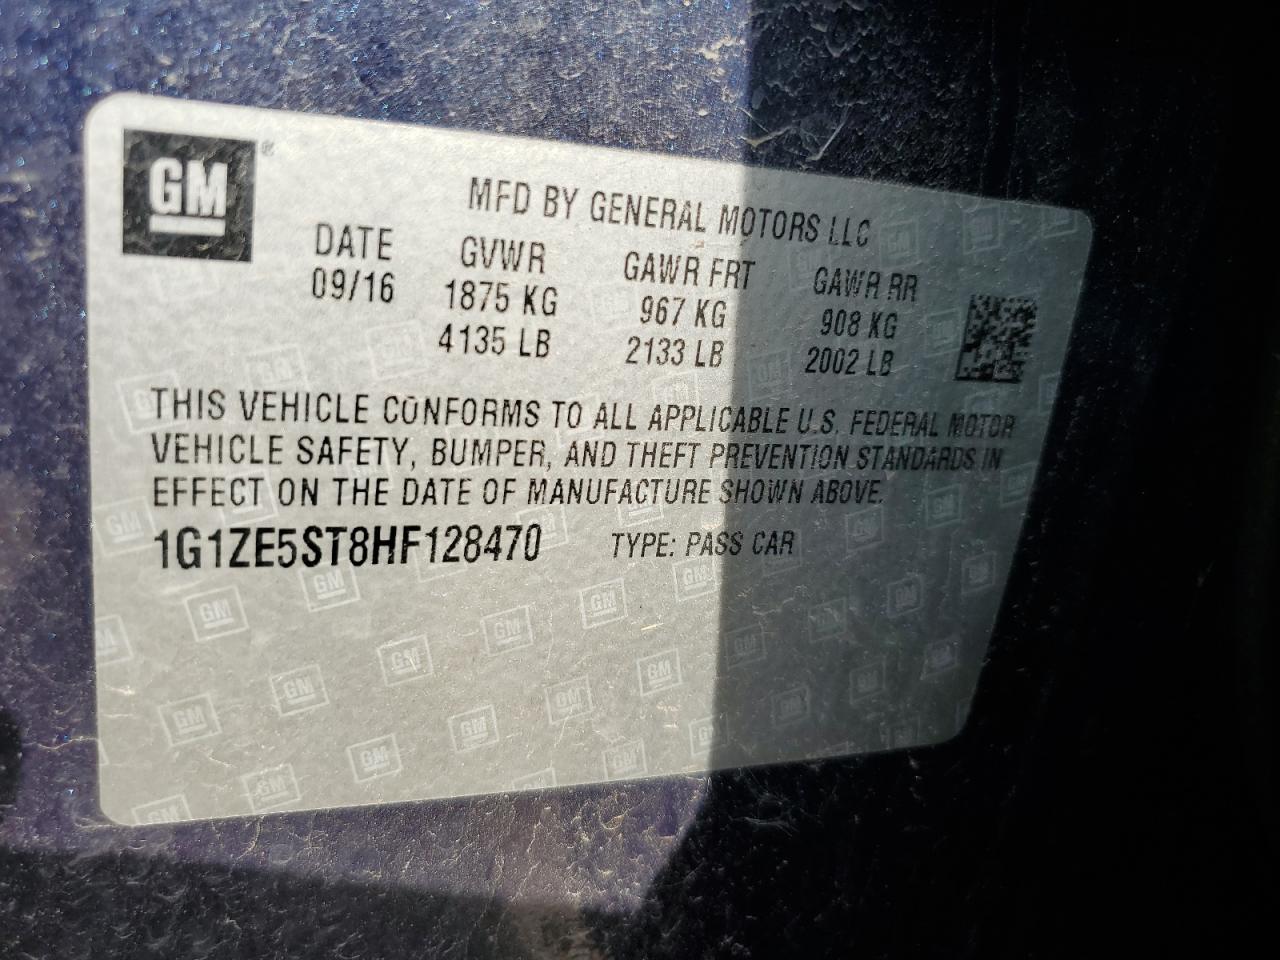 GM®
MFD BY GENERAL MOTORS LLC
DATE GVWR GAWR FRT GAWR RR
09/16 1875 KG 967 KG 908 KG
4135 LB 2133 LB 2002 LB
THIS VEHICLE CONFORMS TO ALL APPLICABLE U.S. FEDERAL MOTOR
VEHICLE SAFETY, BUMPER, AND THEFT PREVENTION STANDARDS IN
EFFECT ON THE DATE OF MANUFACTURE SHOWN ABOVE.
1G1ZE5ST8HF128470 TYPE: PASS CAR